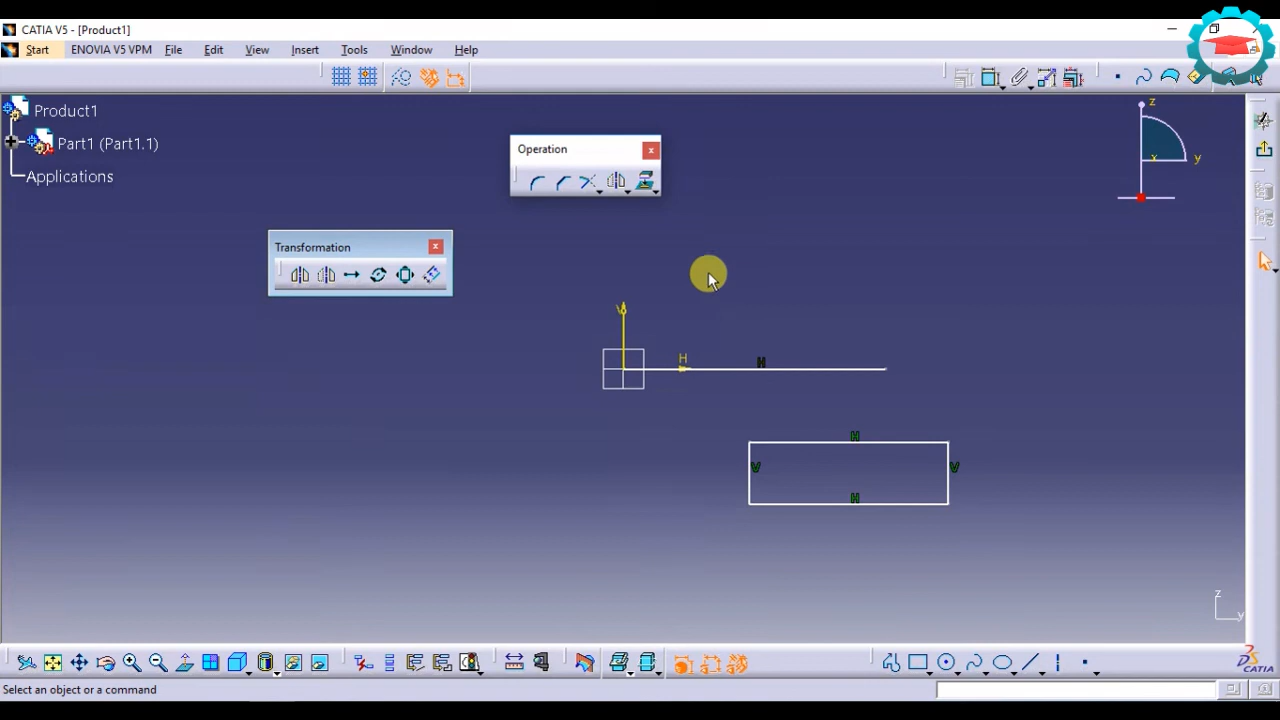 CATIA V5 - [Product1]
Start ENOVIA V5 VPM File Edit View Insert Tools Window Help
Product1
Part1 (Part1.1)
Applications
Operation
Transformation
z
x
y
V
H
H
H
V
V
H
z
y
CATIA
Select an object or a command